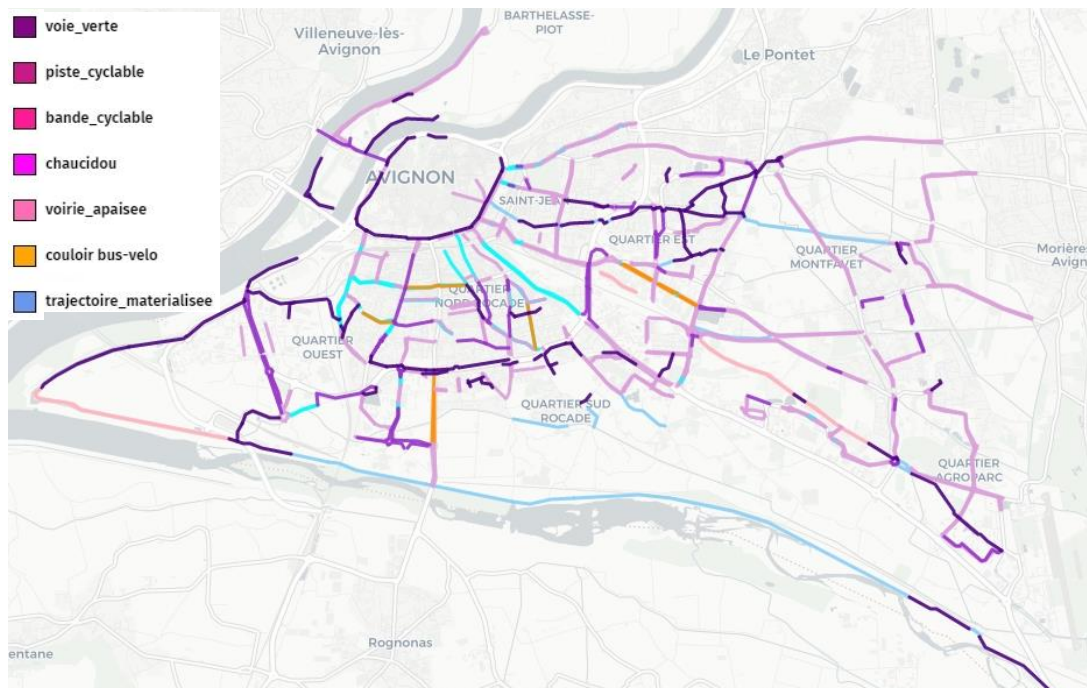 voie_verte
piste_cyclable
bande_cyclable
chaucidou
voirie_apaisee
couloir bus-velo
trajectoire_materialisee
BARTHELASSE-
PIOT
Villeneuve-lès-
Avignon
Le Pontet
AVIGNON
SAINT-JE
QUARTIER EST
QUARTIER
MONTFAVET
Morière
Avign
QUARTIER
NORD ROCADE
QUARTIER
OUEST
QUARTIER SUD
ROCADE
QUARTIER
AGROPARC
Rognonas
entane